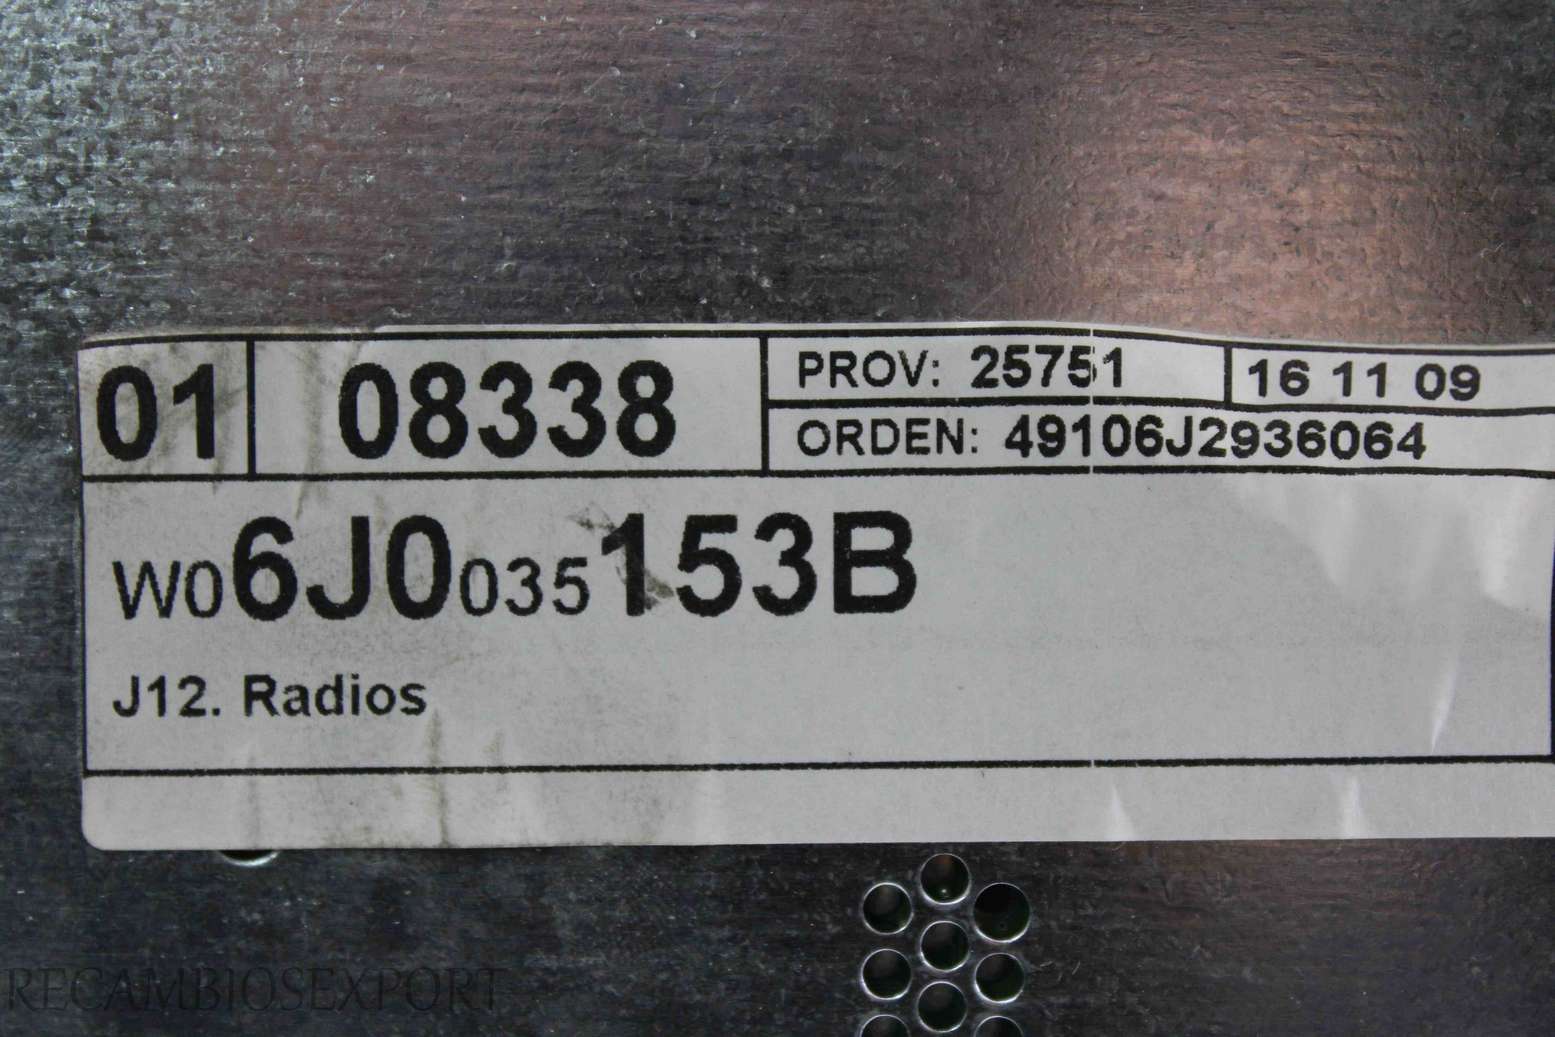 01 08338 PROV: 25751 16 11 09
ORDEN: 49106J2936064
W06J0035153B
J12. Radios
RECAMBIOSEXPORT